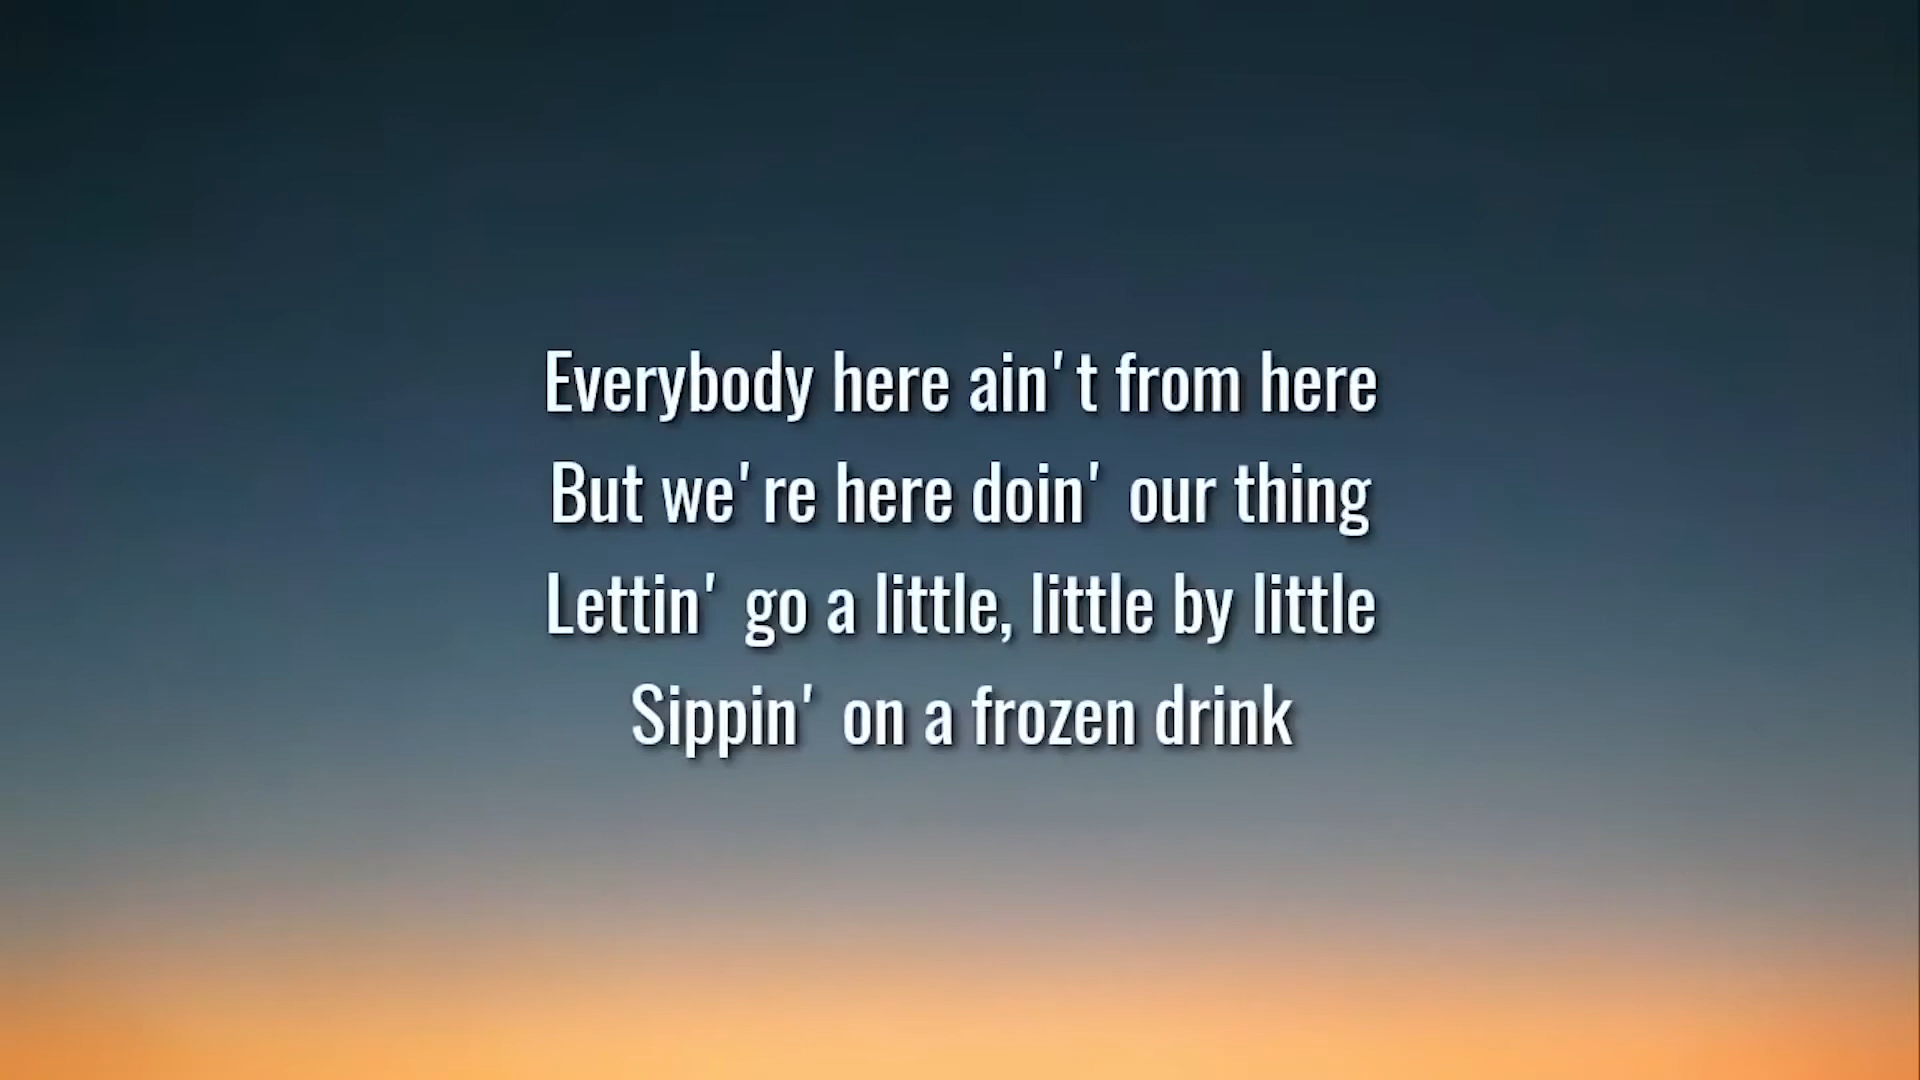 Everybody here ain't from here
But we're here doin' our thing
Lettin' go a little, little by little
Sippin' on a frozen drink